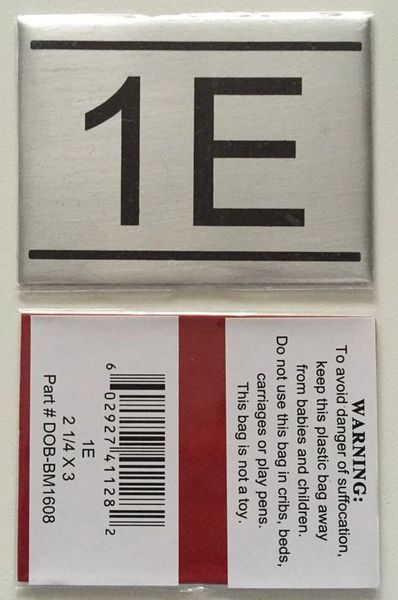 1E
WARNING:
To avoid danger of suffocation,
keep this plastic bag away
from babies and children.
Do not use this bag in cribs, beds,
carriages or play pens.
This bag is not a toy.
6 02927 41128 2
1E
2 1/4 X 3
Part # DOB-BM1608